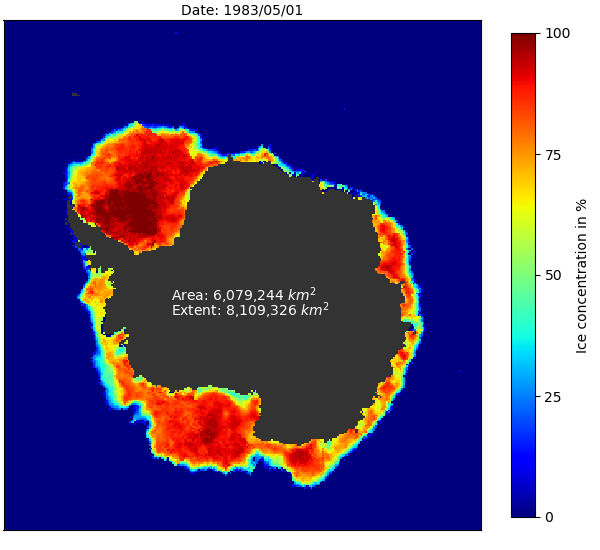 Date: 1983/05/01
100
75
50
25
0
Ice concentration in %
Area: 6,079,244 km²
Extent: 8,109,326 km²